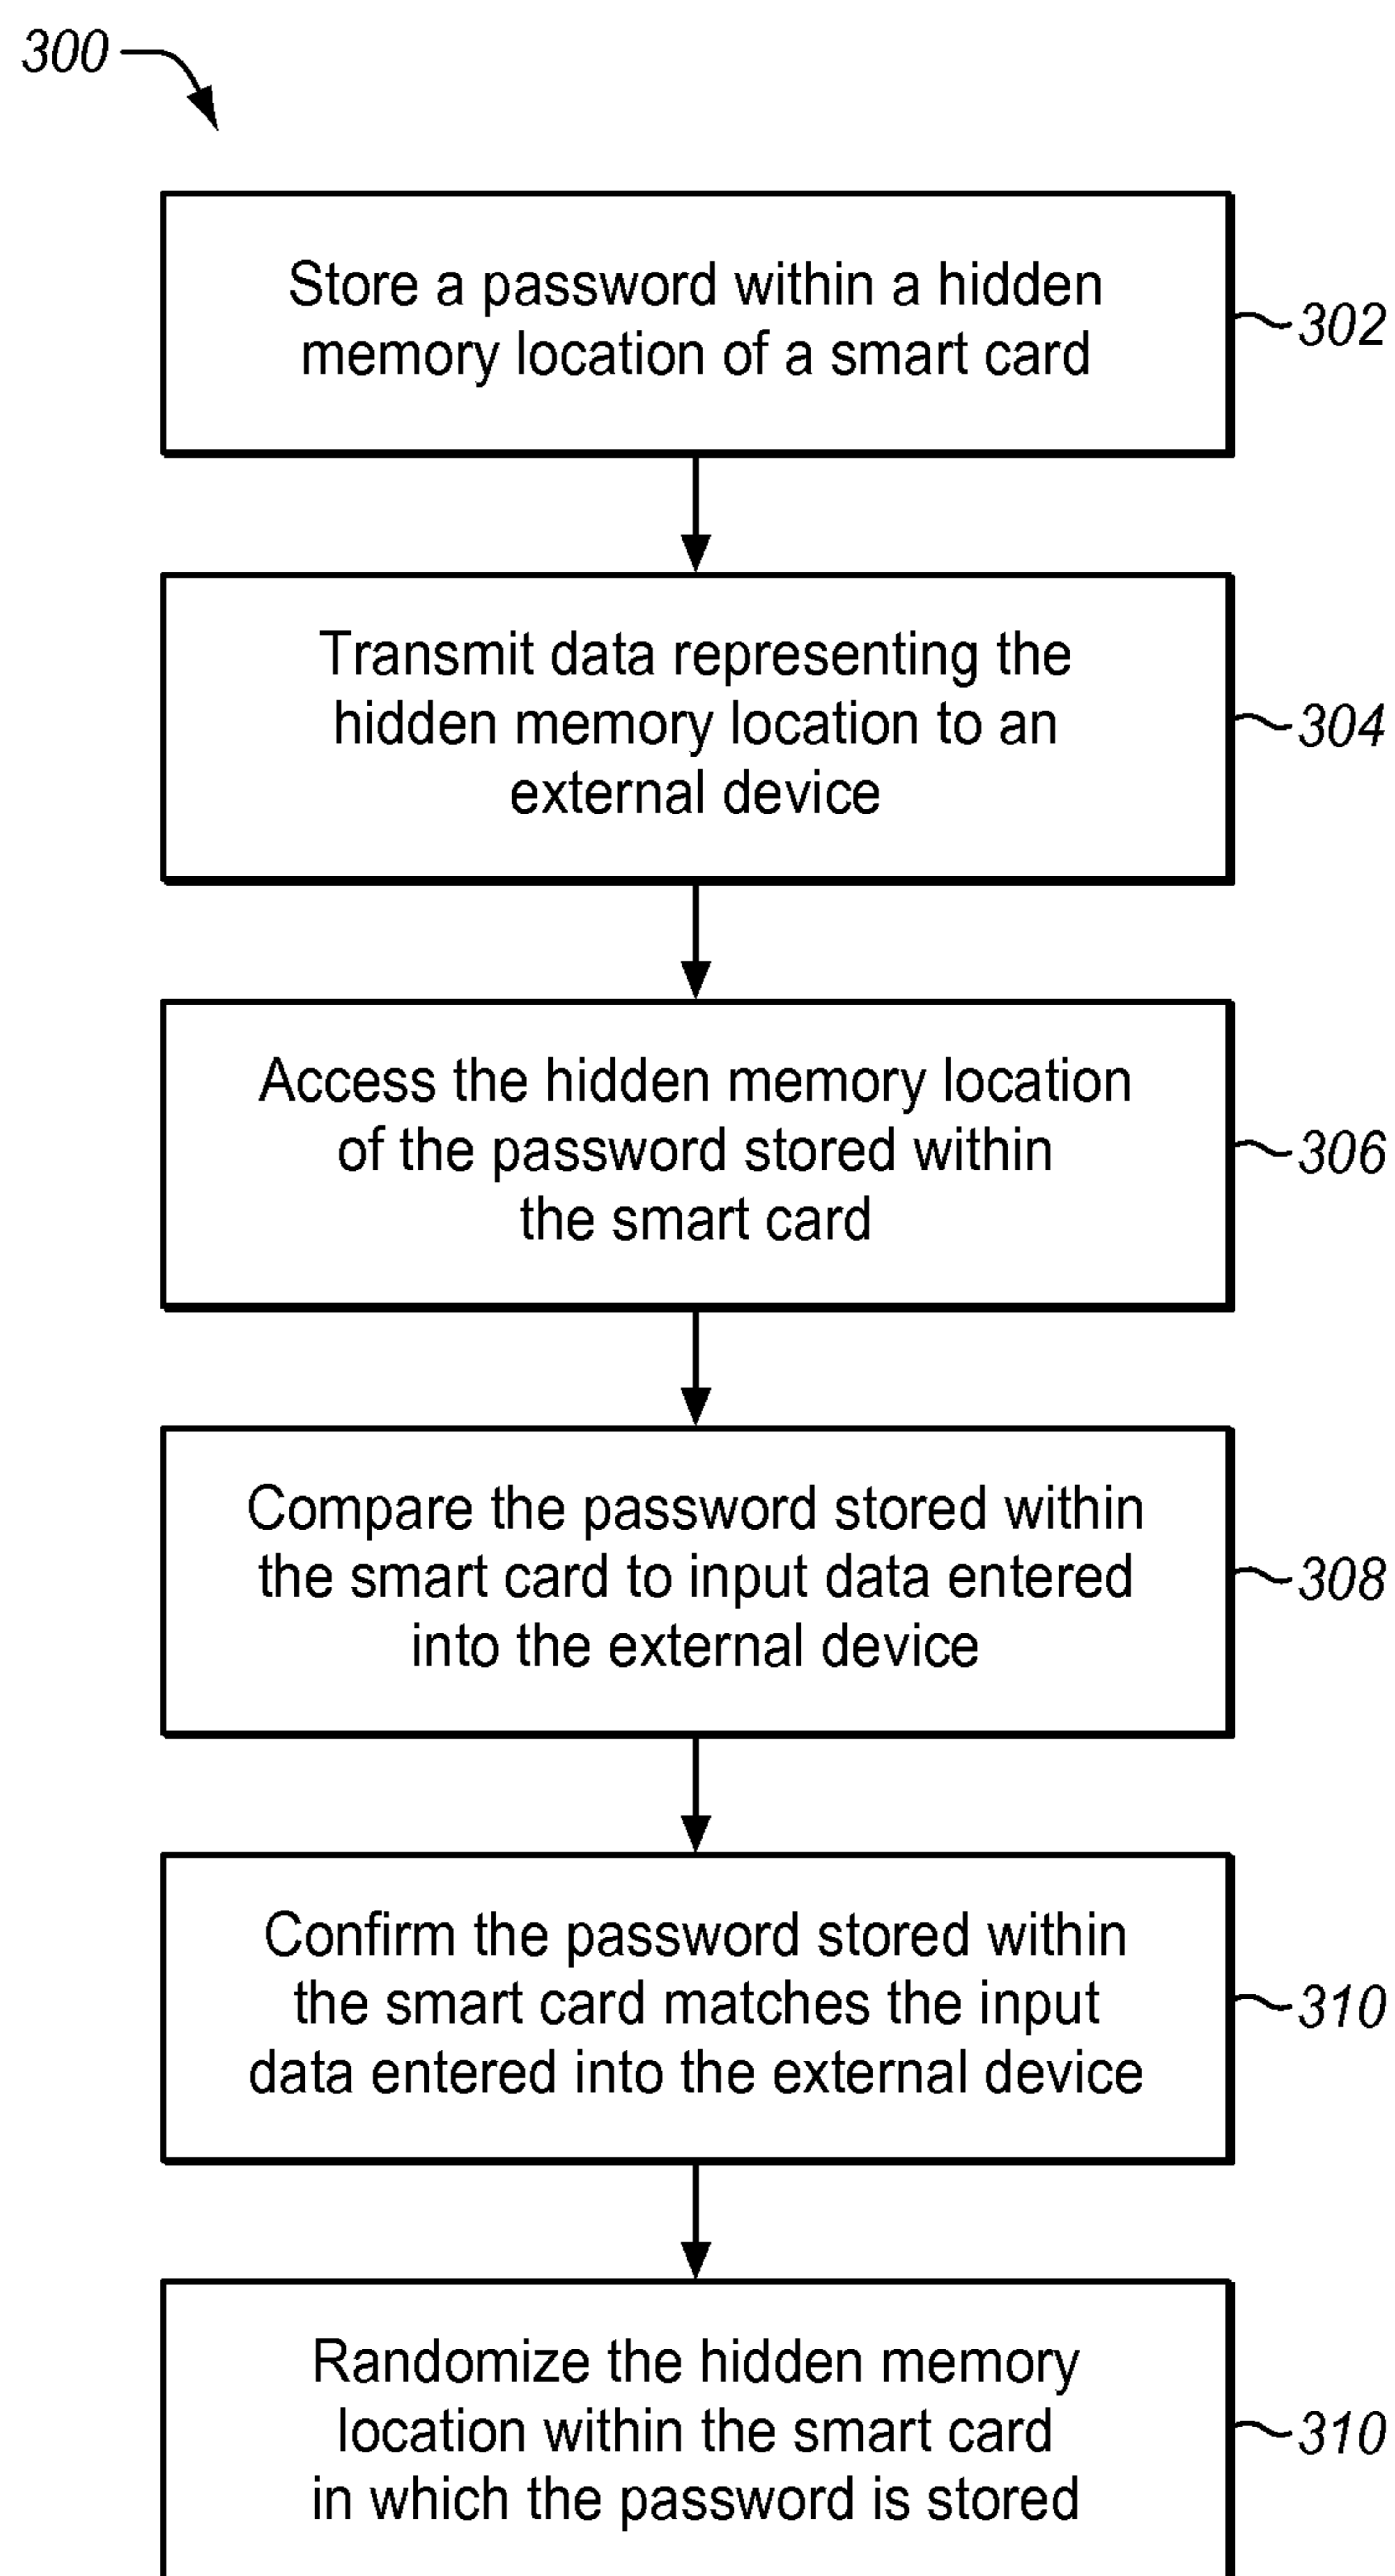 300
Store a password within a hidden
memory location of a smart card
302
Transmit data representing the
hidden memory location to an
external device
304
Access the hidden memory location
of the password stored within
the smart card
306
Compare the password stored within
the smart card to input data entered
into the external device
308
Confirm the password stored within
the smart card matches the input
data entered into the external device
310
Randomize the hidden memory
location within the smart card
in which the password is stored
310